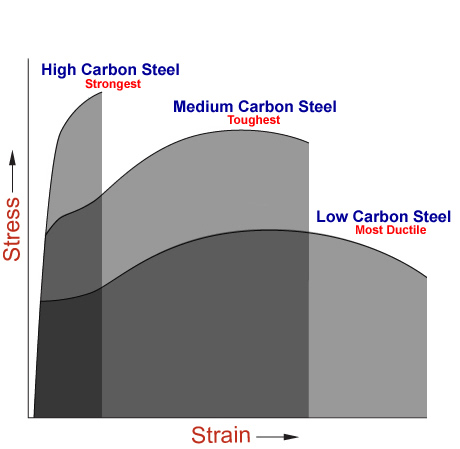 High Carbon Steel
Strongest
Medium Carbon Steel
Toughest
Low Carbon Steel
Most Ductile
Stress
Strain